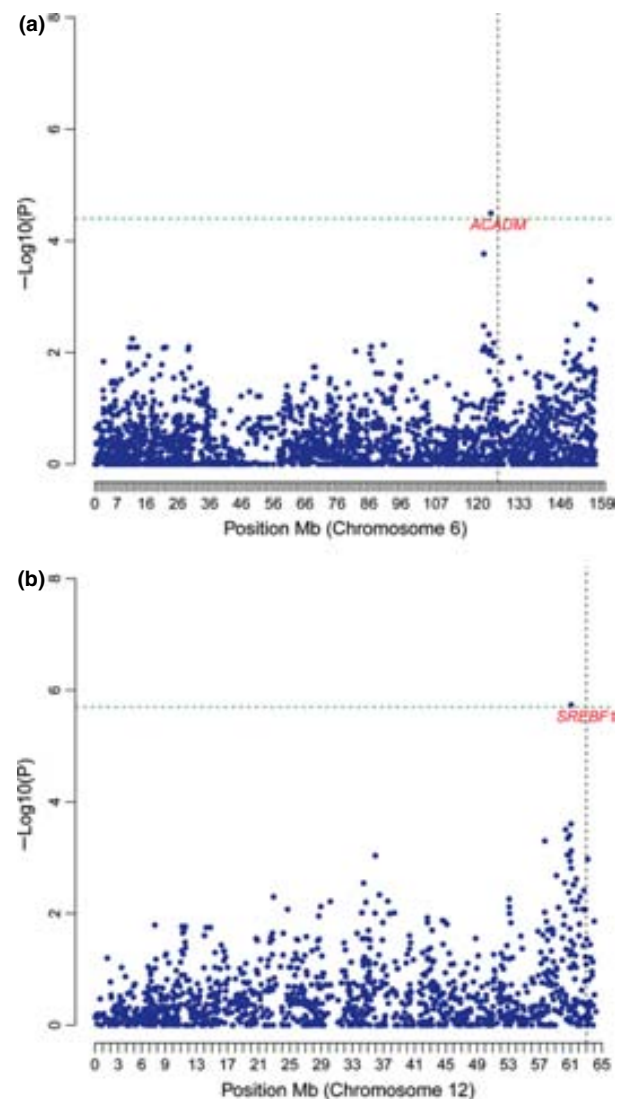 (a)
8
6
4
2
0
−Log10(P)
ACADM
0 7 16 26 36 46 56 66 76 86 96 107 120 133 146 159
Position Mb (Chromosome 6)
(b)
8
6
4
2
0
−Log10(P)
SREBF1
0 3 6 9 13 17 21 25 29 33 37 41 45 49 53 57 61 65
Position Mb (Chromosome 12)